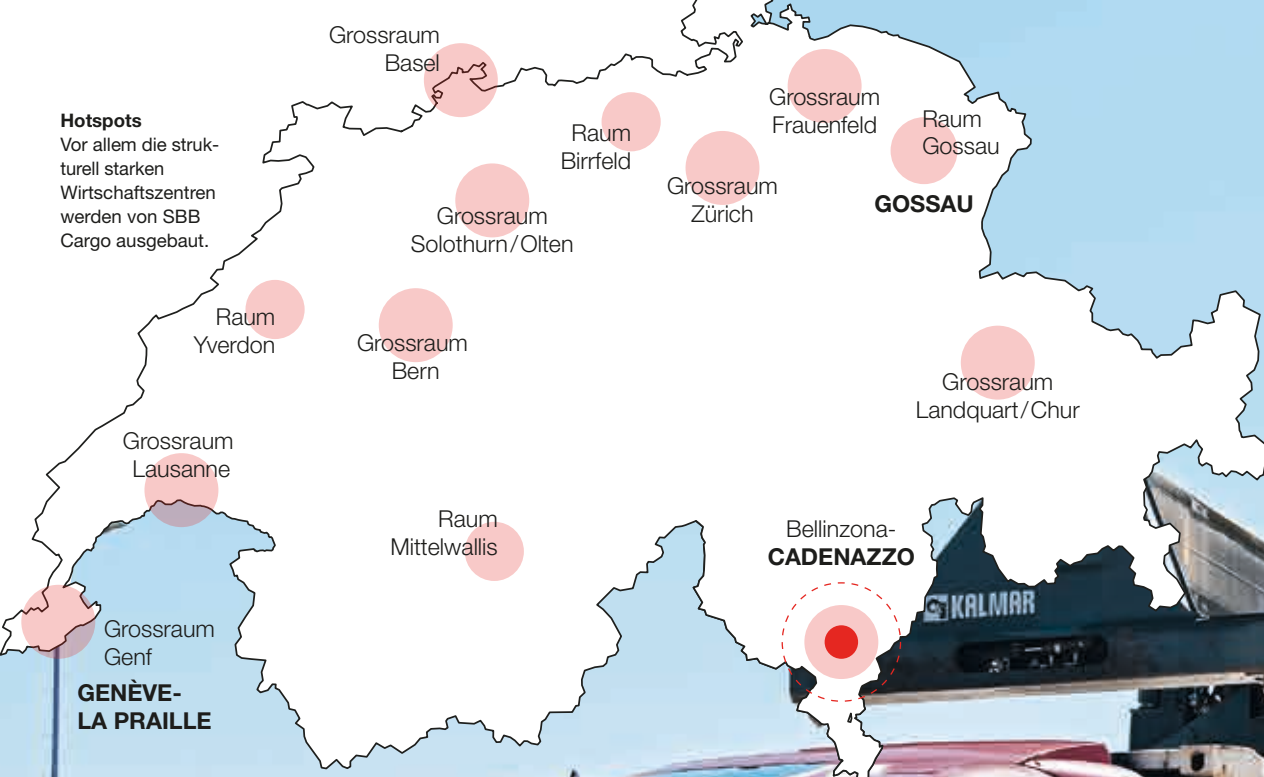 Grossraum
Basel
Hotspots
Vor allem die struk-
turell starken
Wirtschaftszentren
werden von SBB
Cargo ausgebaut.
Raum
Birrfeld
Grossraum
Frauenfeld
Raum
Gossau
GOSSAU
Grossraum
Zürich
Grossraum
Solothurn/Olten
Raum
Yverdon
Grossraum
Bern
Grossraum
Landquart/Chur
Grossraum
Lausanne
Raum
Mittelwallis
Bellinzona-
CADENAZZO
KALMAR
Grossraum
Genf
GENÈVE-
LA PRAILLE